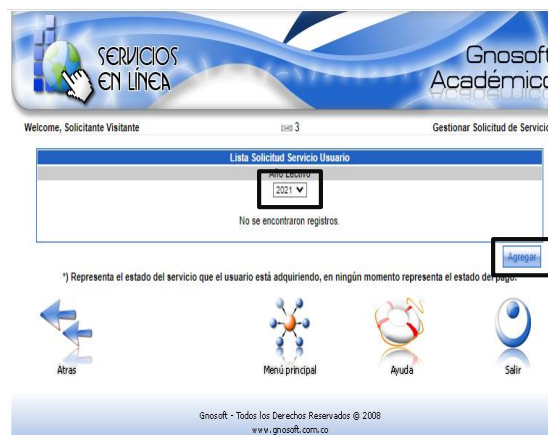 SERVICIOS
EN LÍNEA
Gnosoft
Académico
Welcome, Solicitante Visitante
3
Gestionar Solicitud de Servicio
Lista Solicitud Servicio Usuario
Año Lectivo
2021
No se encontraron registros.
Agregar
*) Representa el estado del servicio que el usuario está adquiriendo, en ningún momento representa el estado del pago.
Atras
Menú principal
Ayuda
Salir
Gnosoft - Todos los Derechos Reservados © 2008
www.gnosoft.com.co